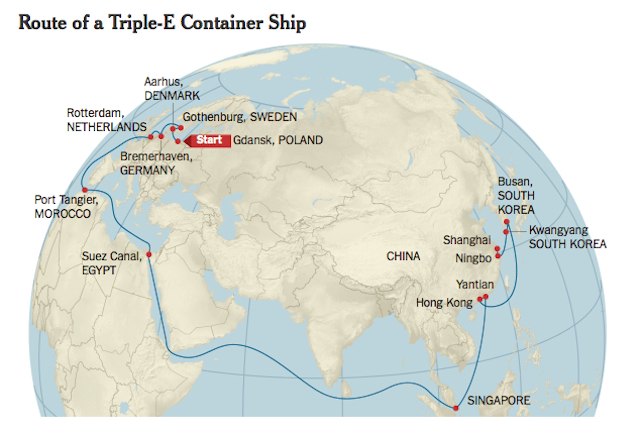 Route of a Triple-E Container Ship
Aarhus,
DENMARK
Rotterdam,
NETHERLANDS
Gothenburg, SWEDEN
Start
Gdansk, POLAND
Bremerhaven,
GERMANY
Port Tangier,
MOROCCO
Suez Canal,
EGYPT
Busan,
SOUTH
KOREA
Kwangyang
SOUTH KOREA
Shanghai
Ningbo
CHINA
Yantian
Hong Kong
SINGAPORE